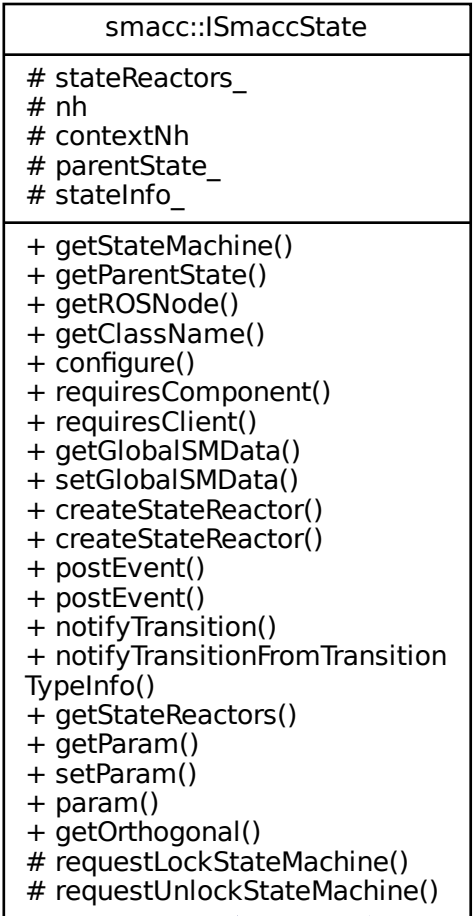 smacc::ISmaccState
# stateReactors_
# nh
# contextNh
# parentState_
# stateInfo_
+ getStateMachine()
+ getParentState()
+ getROSNode()
+ getClassName()
+ configure()
+ requiresComponent()
+ requiresClient()
+ getGlobalSMData()
+ setGlobalSMData()
+ createStateReactor()
+ createStateReactor()
+ postEvent()
+ postEvent()
+ notifyTransition()
+ notifyTransitionFromTransition
TypeInfo()
+ getStateReactors()
+ getParam()
+ setParam()
+ param()
+ getOrthogonal()
# requestLockStateMachine()
# requestUnlockStateMachine()